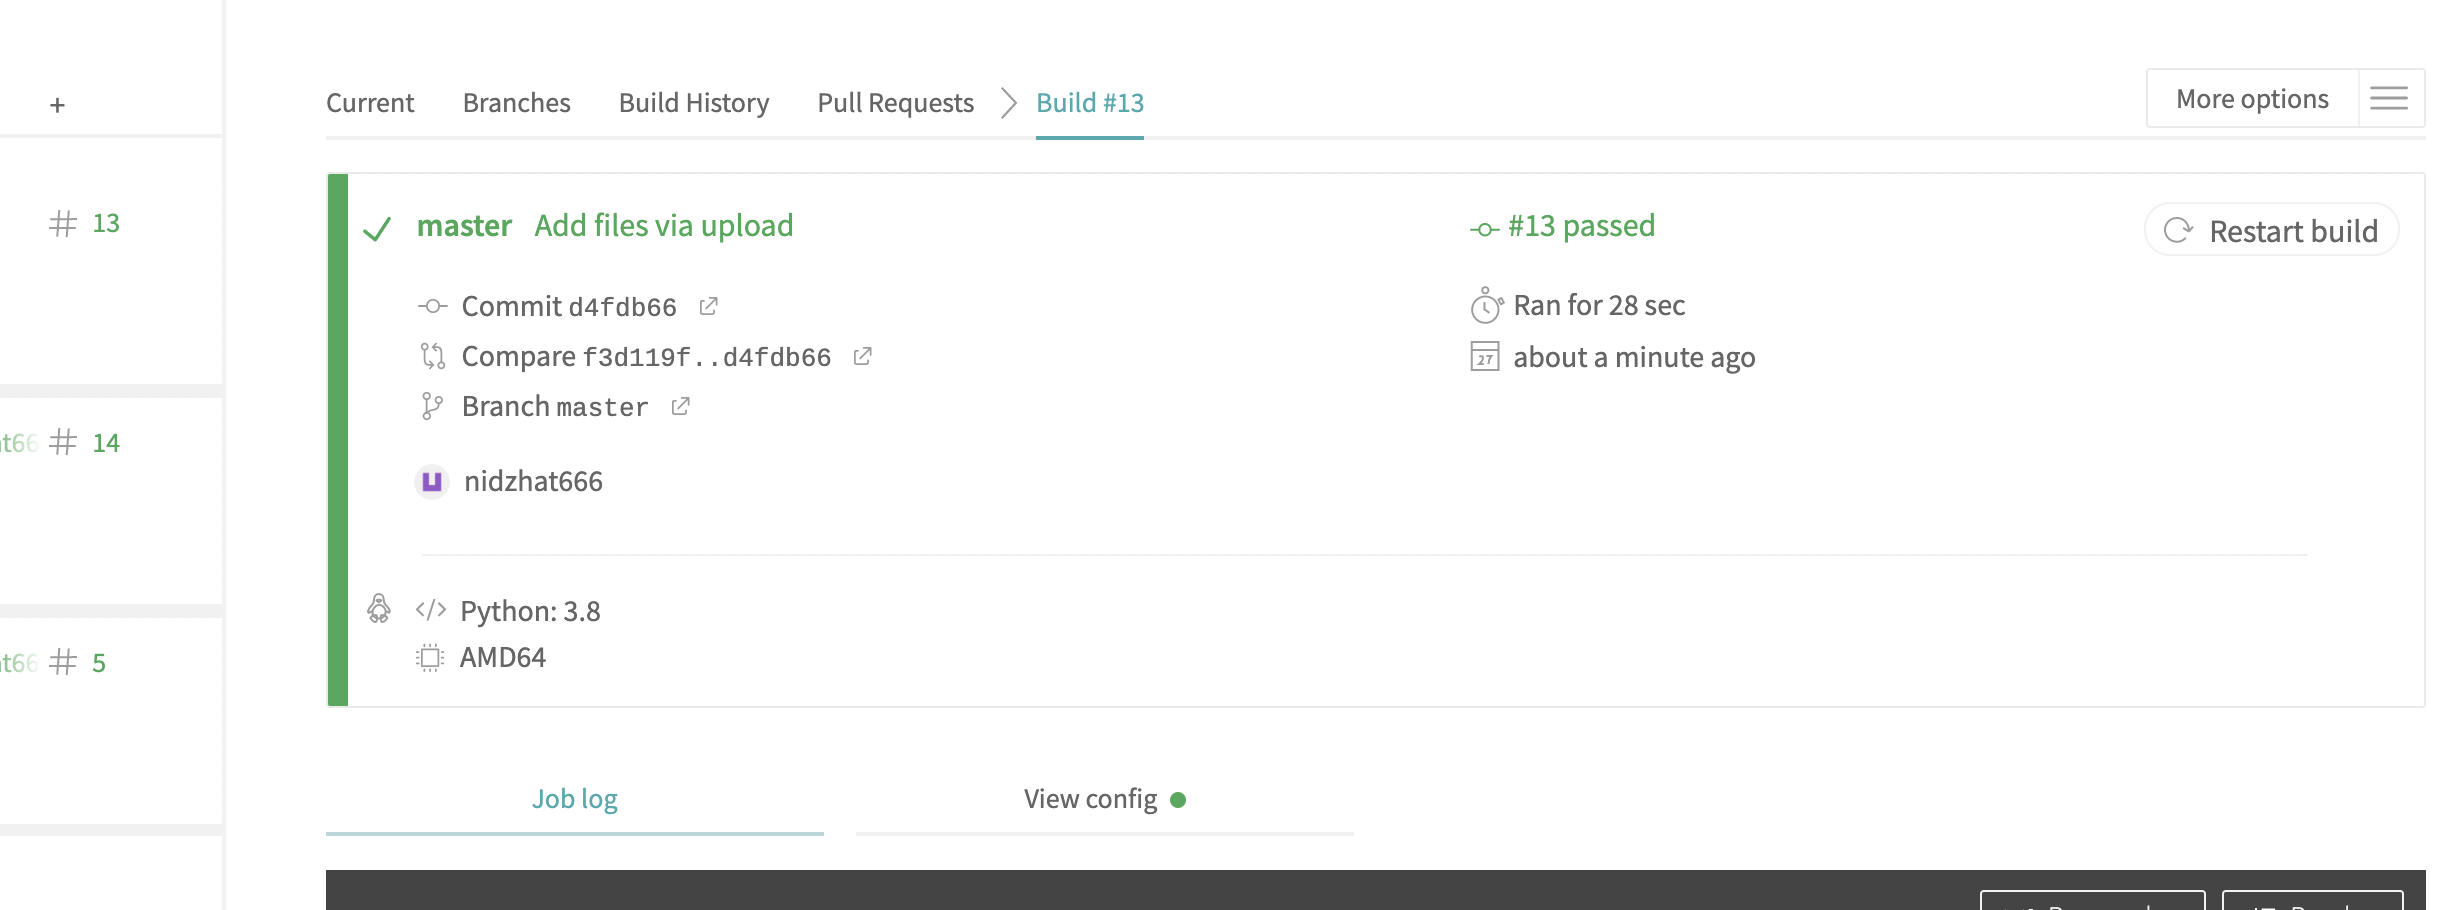 +
Current Branches Build History Pull Requests Build #13
More options
# 13
master Add files via upload
#13 passed
Restart build
Commit d4fdb66
Ran for 28 sec
Compare f3d119f..d4fdb66
27 about a minute ago
Branch master
t66 # 14
nidzhat666
Python: 3.8
t66 # 5
AMD64
Job log
View config